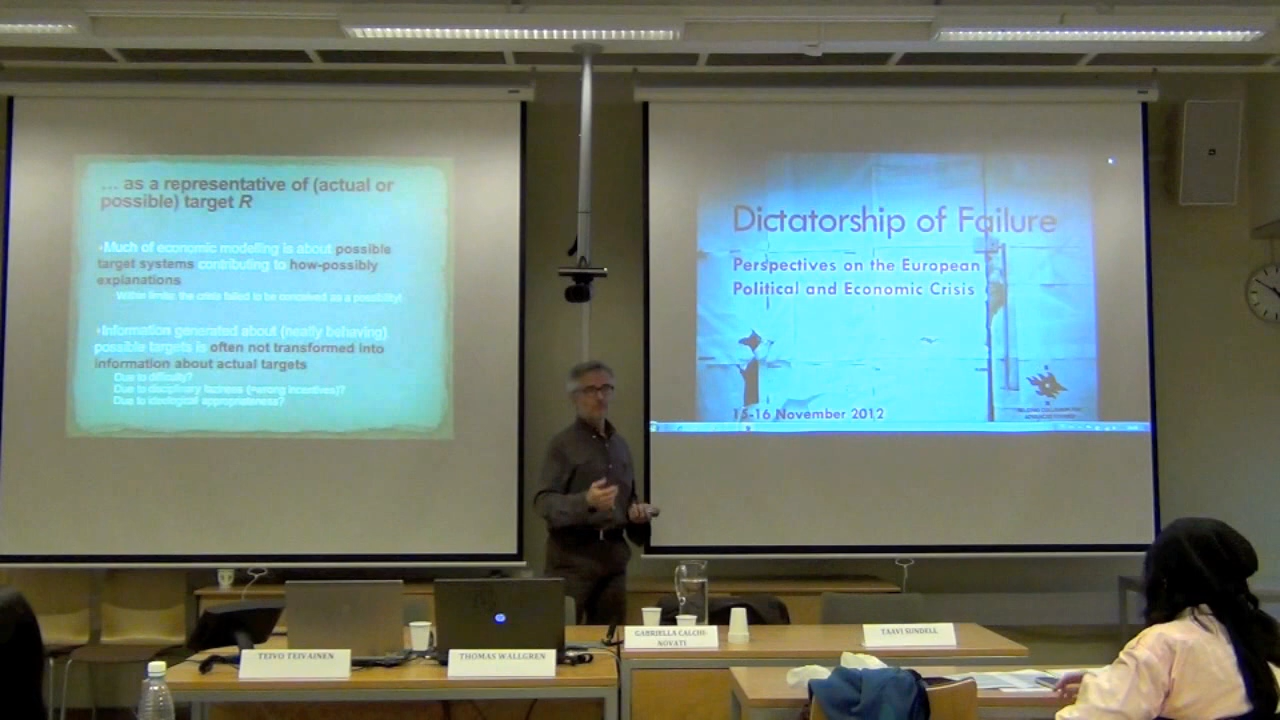 … as a representative of (actual or
possible) target R
•Much of economic modelling is about possible
target systems contributing to how-possibly
explanations
Within limits: the crisis failed to be conceived as a possibility!
•Information generated about (neatly behaving)
possible targets is often not transformed into
information about actual targets
Due to difficulty?
Due to disciplinary laziness (=wrong incentives)?
Due to ideological appropriateness?
Dictatorship of Failure
Perspectives on the European
Political and Economic Crisis
15-16 November 2012
TEIVO TEIVAINEN
THOMAS WALLGREN
GABRIELLA CALCHI-
NOVATI
TAAVI SUNDELL